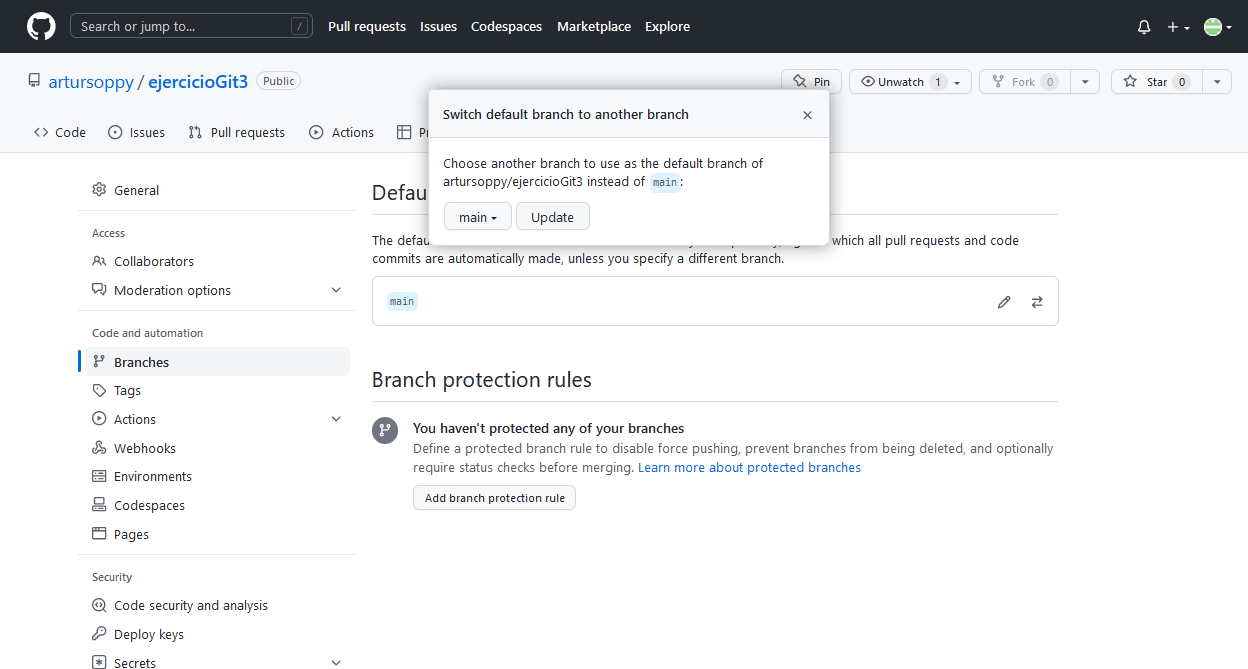 Search or jump to... /
Pull requests Issues Codespaces Marketplace Explore
artursoppy / ejercicioGit3 Public
Pin Unwatch 1 Fork 0 Star 0
Code Issues Pull requests Actions
Switch default branch to another branch
Choose another branch to use as the default branch of
artursoppy/ejercicioGit3 instead of main:
main Update
General
Access
Collaborators
Moderation options
Code and automation
Branches
Tags
Actions
Webhooks
Environments
Codespaces
Pages
Security
Code security and analysis
Deploy keys
Secrets
The which all pull requests and code
commits are automatically made, unless you specify a different branch.
main
Branch protection rules
You haven't protected any of your branches
Define a protected branch rule to disable force pushing, prevent branches from being deleted, and optionally
require status checks before merging. Learn more about protected branches
Add branch protection rule